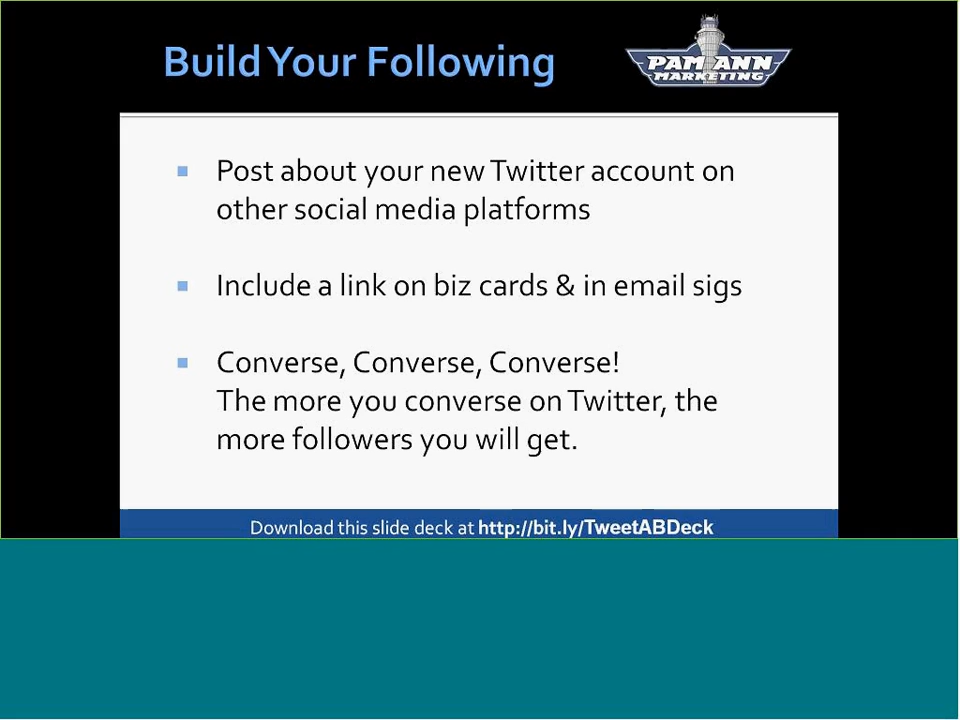 Build Your Following
PAM ANN
MARKETING
Post about your new Twitter account on
other social media platforms
Include a link on biz cards & in email sigs
Converse, Converse, Converse!
The more you converse on Twitter, the
more followers you will get.
Download this slide deck at http://bit.ly/TweetABDeck